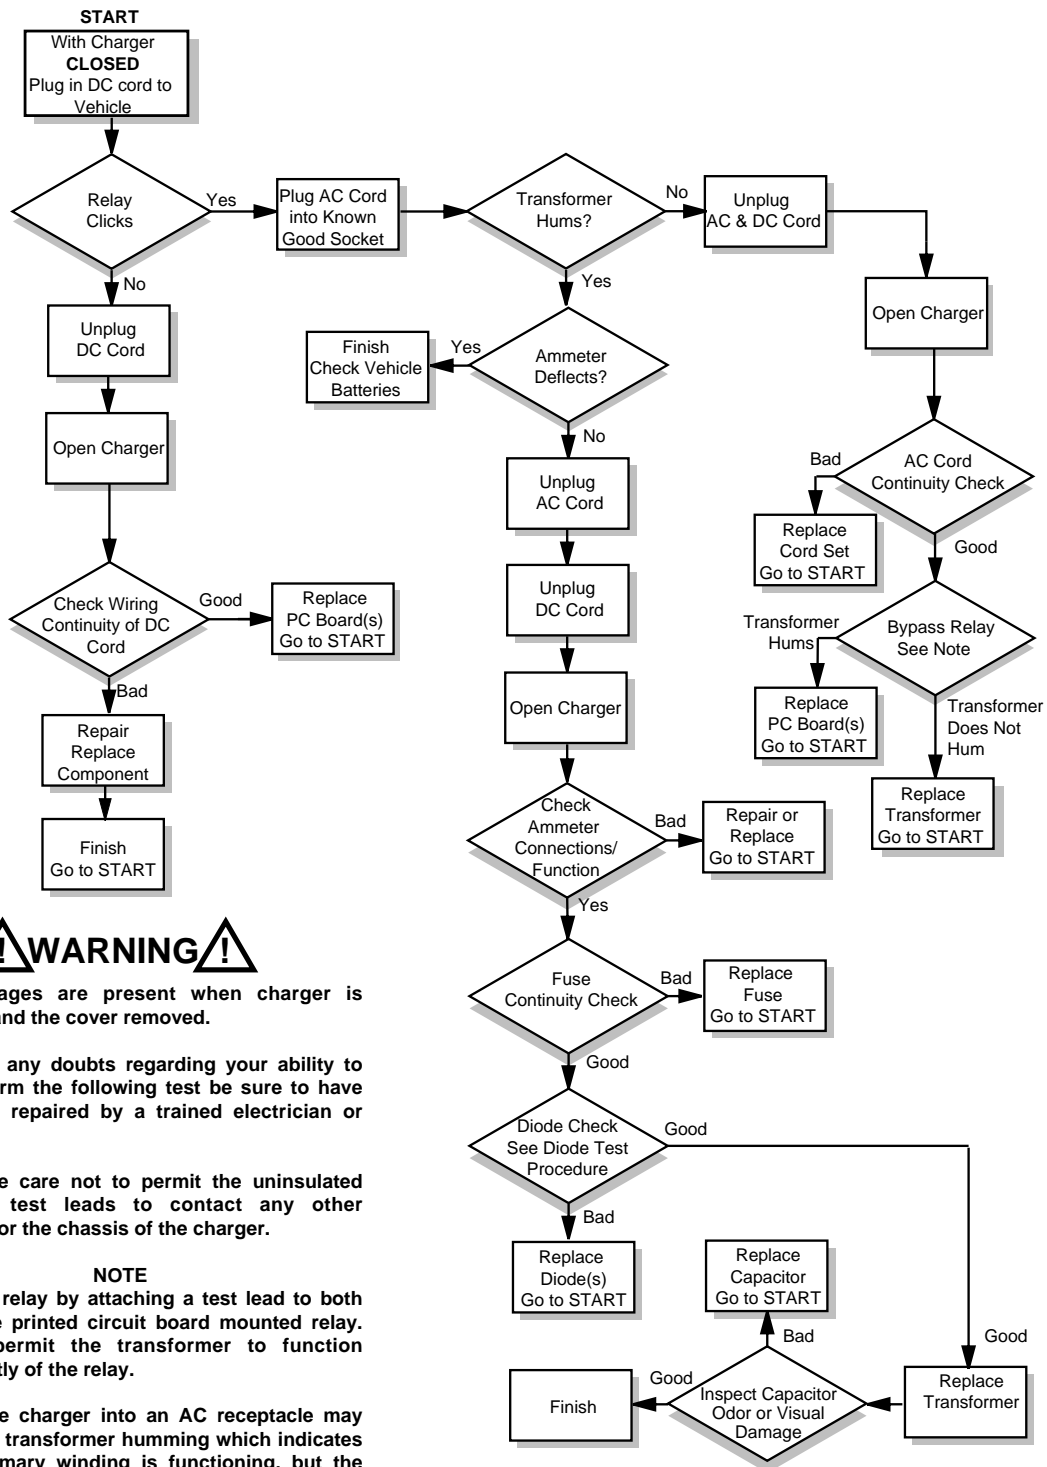 START
With Charger
CLOSED
Plug in DC cord to
Vehicle
Relay
Clicks
Yes
Plug AC Cord
into Known
Good Socket
Transformer
Hums?
No
Unplug
AC & DC Cord
Open Charger
No
Unplug
DC Cord
Open Charger
Yes
Ammeter
Deflects?
Yes
Finish
Check Vehicle
Batteries
No
Unplug
AC Cord
Unplug
DC Cord
Open Charger
AC Cord
Continuity Check
Bad
Replace
Cord Set
Go to START
Good
Bypass Relay
See Note
Transformer
Hums
Replace
PC Board(s)
Go to START
Transformer
Does Not
Hum
Replace
Transformer
Go to START
Check Wiring
Continuity of DC
Cord
Good
Replace
PC Board(s)
Go to START
Bad
Repair
Replace
Component
Finish
Go to START
Check
Ammeter
Connections/
Function
Bad
Repair or
Replace
Go to START
Yes
Fuse
Continuity Check
Bad
Replace
Fuse
Go to START
Good
Diode Check
See Diode Test
Procedure
Good
Bad
Replace
Diode(s)
Go to START
Replace
Capacitor
Go to START
Bad
Good
Replace
Transformer
Inspect Capacitor
Odor or Visual
Damage
Good
Finish
! WARNING !
ages are present when charger is
and the cover removed.
any doubts regarding your ability to
rm the following test be sure to have
repaired by a trained electrician or
e care not to permit the uninsulated
test leads to contact any other
or the chassis of the charger.
NOTE
relay by attaching a test lead to both
e printed circuit board mounted relay.
permit the transformer to function
tly of the relay.
e charger into an AC receptacle may
transformer humming which indicates
mary winding is functioning, but the